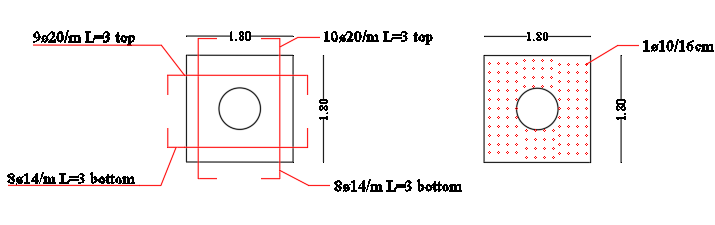 9ø20/m L=3 top
1.80
10ø20/m L=3 top
1.80
8ø14/m L=3 bottom
8ø14/m L=3 bottom
1.80
1ø10/16cm
1.80